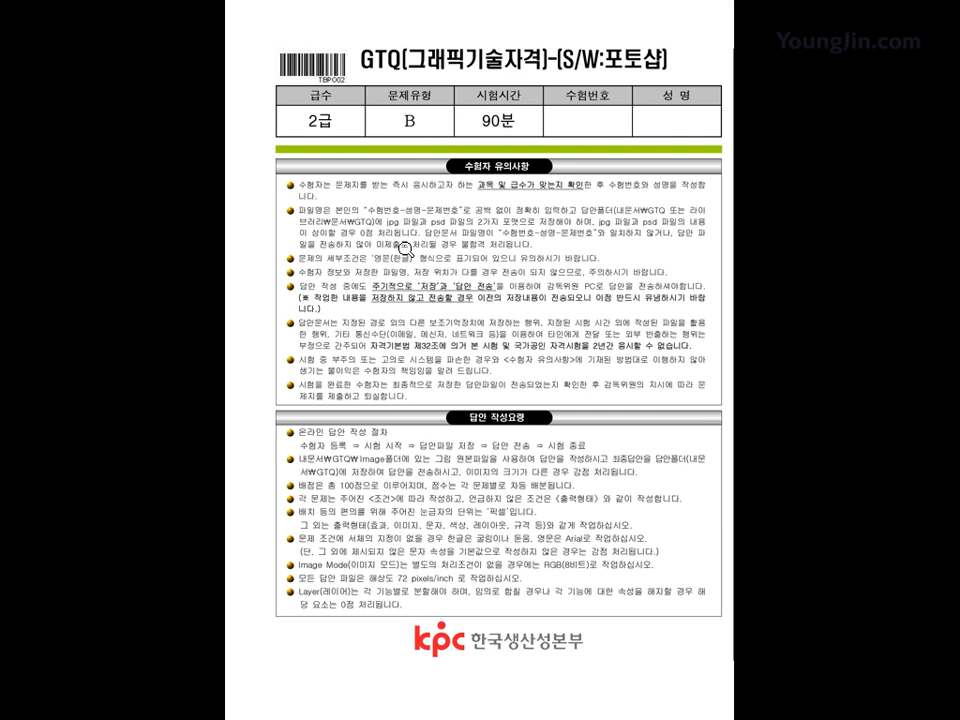 YoungJin.com
TBP002
GTQ(그래픽기술자격)-(S/W:포토샵)
급수 문제유형 시험시간 수험번호 성 명
2급 B 90분
수험자 유의사항
수험자는 문제지를 받는 즉시 응시하고자 하는 과목 및 급수가 맞는지 확인한 후 수험번호와 성명을 작성합
니다.
파일명은 본인의 "수험번호-성명-문제번호"로 공백 없이 정확히 입력하고 답안폴더(내문서₩GTQ 또는 라이
브러리₩문서₩GTQ)에 jpg 파일과 psd 파일의 2가지 포맷으로 저장해야 하며, jpg 파일과 psd 파일의 내용
이 상이할 경우 0점 처리됩니다. 답안문서 파일명이 "수험번호-성명-문제번호"와 일치하지 않거나, 답안 파
일을 전송하지 않아 미제출로 처리될 경우 불합격 처리됩니다.
문제의 세부조건은 '영문(한글)' 형식으로 표기되어 있으니 유의하시기 바랍니다.
수험자 정보와 저장한 파일명, 저장 위치가 다를 경우 전송이 되지 않으므로, 주의하시기 바랍니다.
답안 작성 중에도 주기적으로 '저장'과 '답안 전송'을 이용하여 감독위원 PC로 답안을 전송하셔야합니다.
(※ 작업한 내용을 저장하지 않고 전송할 경우 이전의 저장내용이 전송되오니 이점 반드시 유념하시기 바랍
니다.)
답안문서는 지정된 경로 외의 다른 보조기억장치에 저장하는 행위, 지정된 시험 시간 외에 작성된 파일을 활용
한 행위, 기타 통신수단(이메일, 메신저, 네트워크 등)을 이용하여 타인에게 전달 또는 외부 반출하는 행위는
부정으로 간주되어 자격기본법 제32조에 의거 본 시험 및 국가공인 자격시험을 2년간 응시할 수 없습니다.
시험 중 부주의 또는 고의로 시스템을 파손한 경우와 <수험자 유의사항>에 기재된 방법대로 이행하지 않아
생기는 불이익은 수험자의 책임임을 알려 드립니다.
시험을 완료한 수험자는 최종적으로 저장한 답안파일이 전송되었는지 확인한 후 감독위원의 지시에 따라 문
제지를 제출하고 퇴실합니다.
답안 작성요령
온라인 답안 작성 절차
수험자 등록 ⇒ 시험 시작 ⇒ 답안파일 저장 ⇒ 답안 전송 ⇒ 시험 종료
내문서₩GTQ₩Image폴더에 있는 그림 원본파일을 사용하여 답안을 작성하시고 최종답안을 답안폴더(내문
서₩GTQ)에 저장하여 답안을 전송하시고, 이미지의 크기가 다른 경우 감점 처리됩니다.
배점은 총 100점으로 이루어지며, 점수는 각 문제별로 차등 배분됩니다.
각 문제는 주어진 <조건>에 따라 작성하고, 언급하지 않은 조건은 《출력형태》와 같이 작성합니다.
배치 등의 편의를 위해 주어진 눈금자의 단위는 '픽셀'입니다.
그 외는 출력형태(효과, 이미지, 문자, 색상, 레이아웃, 규격 등)와 같게 작업하십시오.
문제 조건에 서체의 지정이 없을 경우 한글은 굴림이나 돋움, 영문은 Arial로 작업하십시오.
(단, 그 외에 제시되지 않은 문자 속성을 기본값으로 작성하지 않은 경우는 감점 처리됩니다.)
Image Mode(이미지 모드)는 별도의 처리조건이 없을 경우에는 RGB(8비트)로 작업하십시오.
모든 답안 파일은 해상도 72 pixels/inch 로 작업하십시오.
Layer(레이어)는 각 기능별로 분할해야 하며, 임의로 합칠 경우나 각 기능에 대한 속성을 해지할 경우 해
당 요소는 0점 처리됩니다.
kpc 한국생산성본부